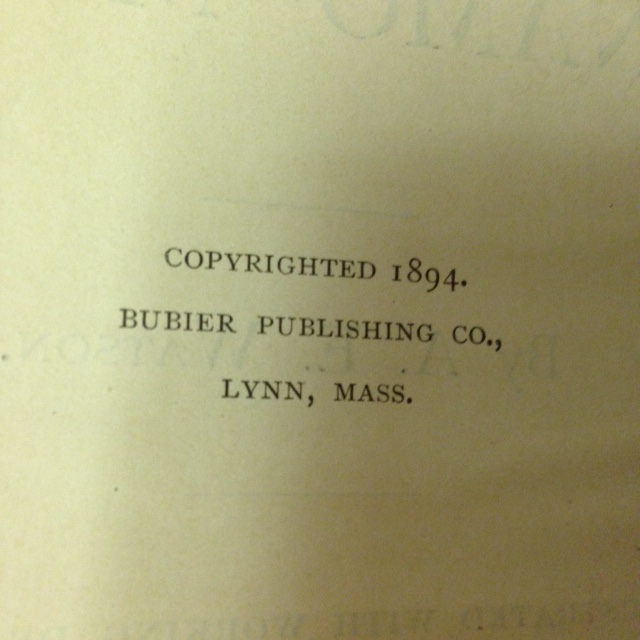 COPYRIGHTED 1894.
BUBIER PUBLISHING CO.,
LYNN, MASS.